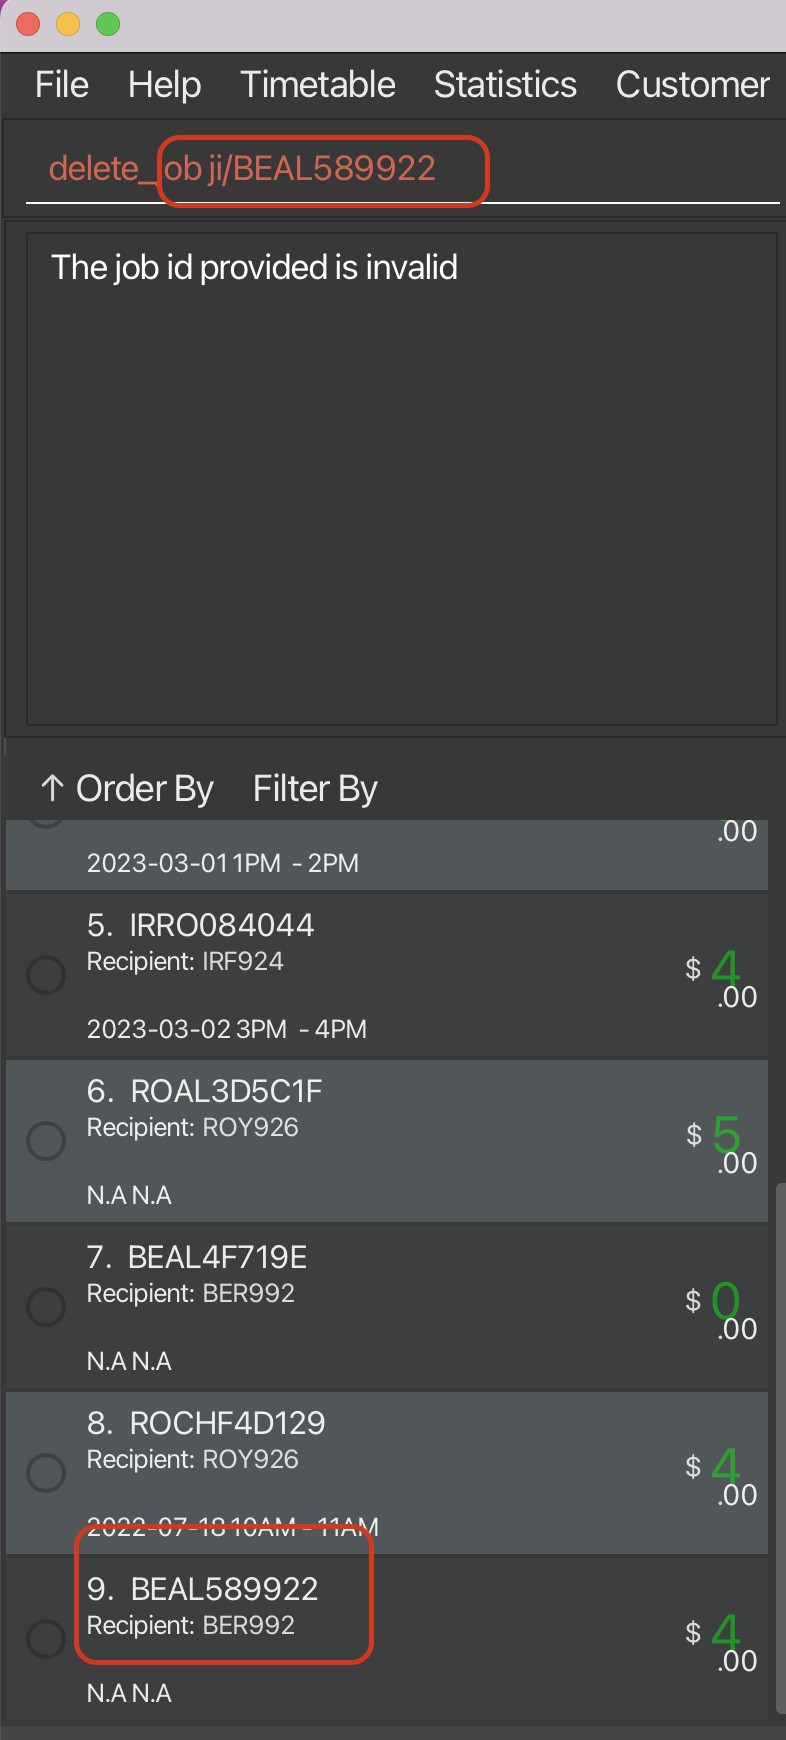 File Help Timetable Statistics Customer
delete_job ji/BEAL589922
The job id provided is invalid
↑ Order By Filter By
.00
2023-03-01 1PM - 2PM
5. IRRO084044
Recipient: IRF924
$ 4.00
2023-03-02 3PM - 4PM
6. ROAL3D5C1F
Recipient: ROY926
$ 5.00
N.A N.A
7. BEAL4F719E
Recipient: BER992
$ 0.00
N.A N.A
8. ROCHF4D129
Recipient: ROY926
$ 4.00
2022-07-18 10AM - 11AM
9. BEAL589922
Recipient: BER992
$ 4.00
N.A N.A